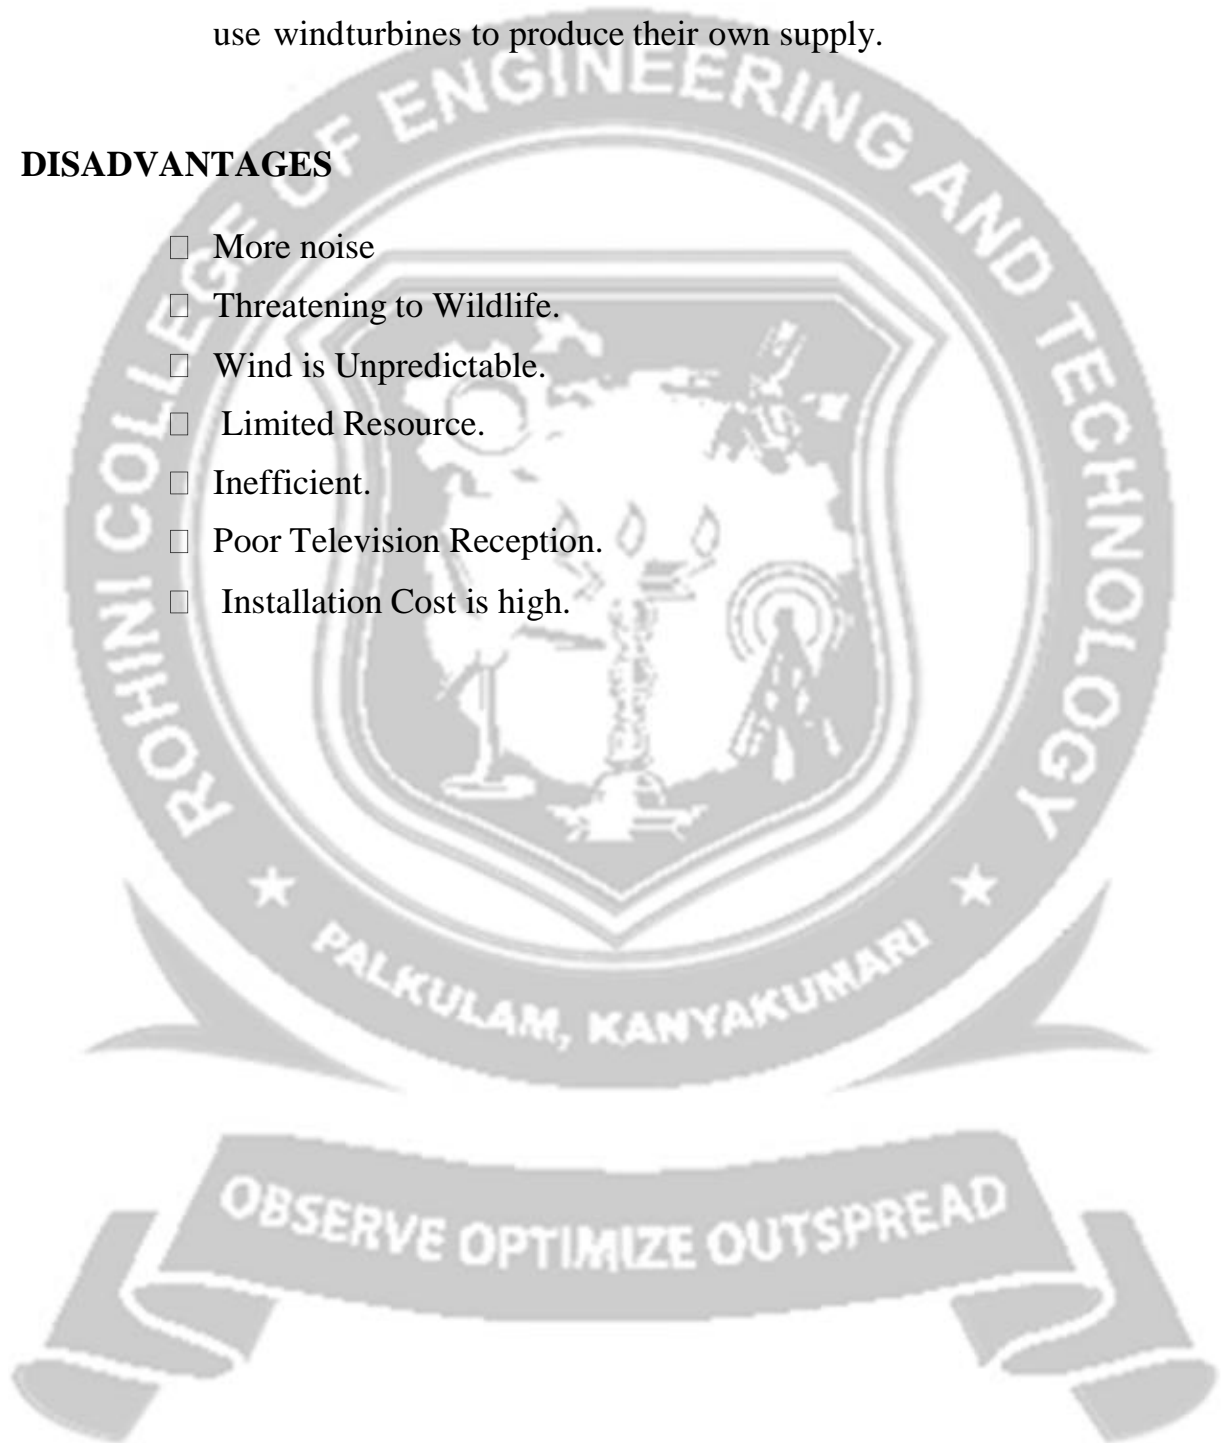 use windturbines to produce their own supply.
DISADVANTAGES
□ More noise
□ Threatening to Wildlife.
□ Wind is Unpredictable.
□ Limited Resource.
□ Inefficient.
□ Poor Television Reception.
□ Installation Cost is high.
ROHINI COLLEGE OF ENGINEERING AND TECHNOLOGY
PALKULAM, KANYAKUMARI
OBSERVE OPTIMIZE OUTSPREAD